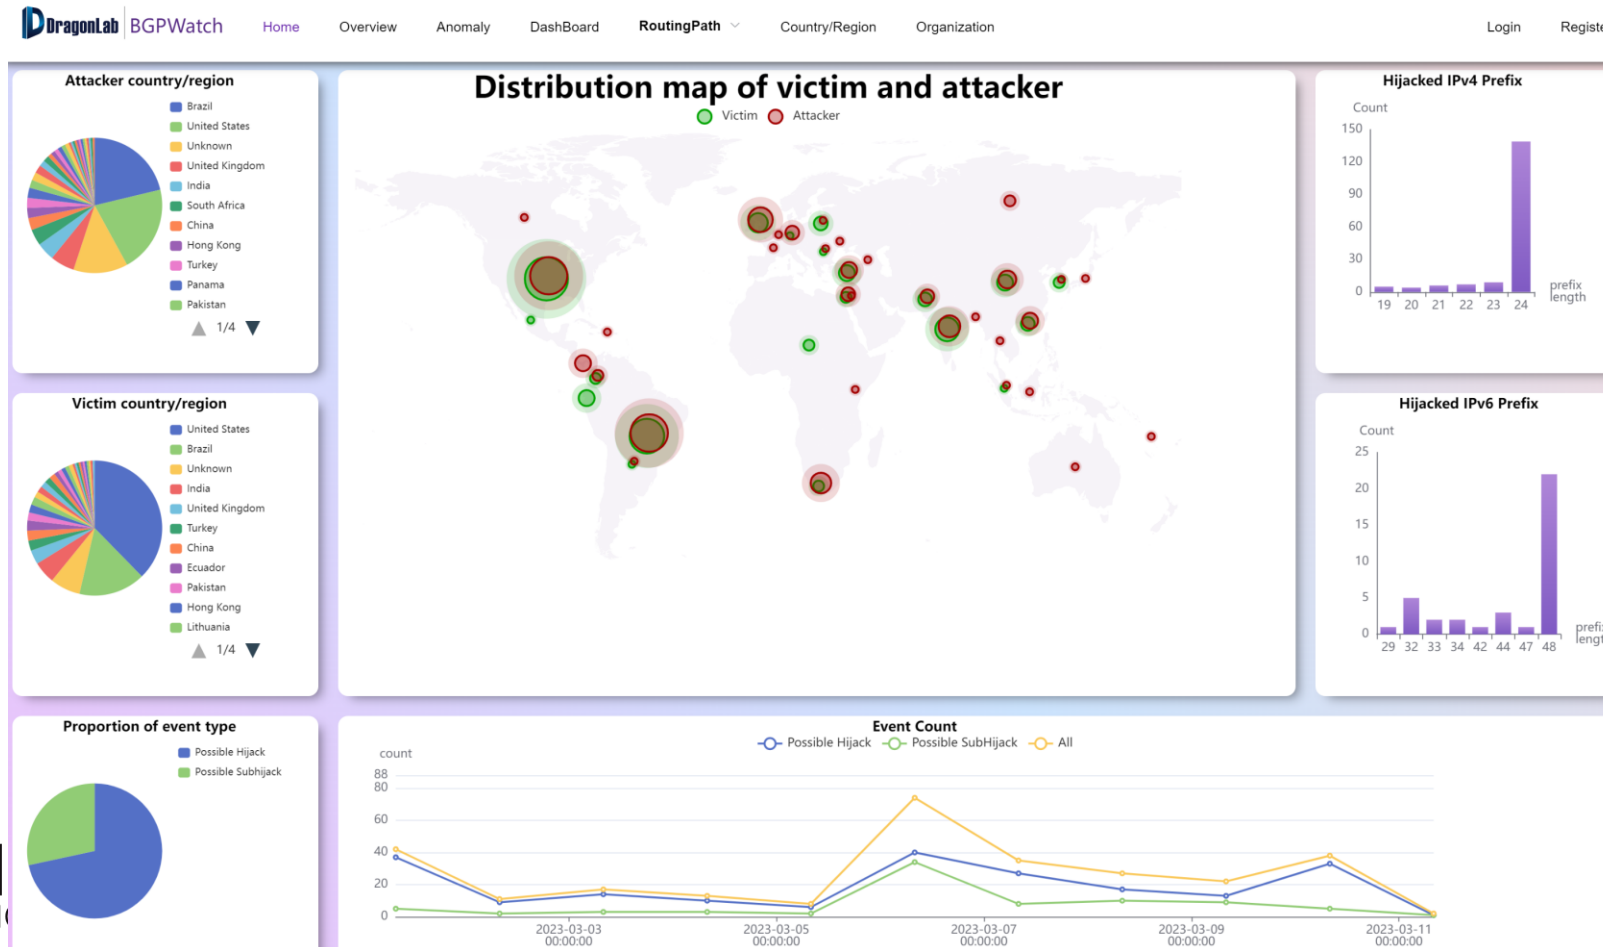 DragonLab BGPWatch Home Overview Anomaly DashBoard RoutingPath Country/Region Organization Login Registe
Attacker country/region
Brazil
United States
Unknown
United Kingdom
India
South Africa
China
Hong Kong
Turkey
Panama
Pakistan
1/4
Distribution map of victim and attacker
Victim Attacker
Hijacked IPv4 Prefix
Count
150
120
90
60
30
0
19 20 21 22 23 24
prefix
length
Victim country/region
United States
Brazil
Unknown
India
United Kingdom
Turkey
China
Ecuador
Pakistan
Hong Kong
Lithuania
1/4
Hijacked IPv6 Prefix
Count
25
20
15
10
5
0
29 32 33 34 42 44 47 48
prefix
lengt
Proportion of event type
Possible Hijack
Possible Subhijack
Event Count
Possible Hijack Possible SubHijack All
count
88
80
60
40
20
0
2023-03-03 2023-03-05 2023-03-07 2023-03-09 2023-03-11
00:00:00 00:00:00 00:00:00 00:00:00 00:00:00